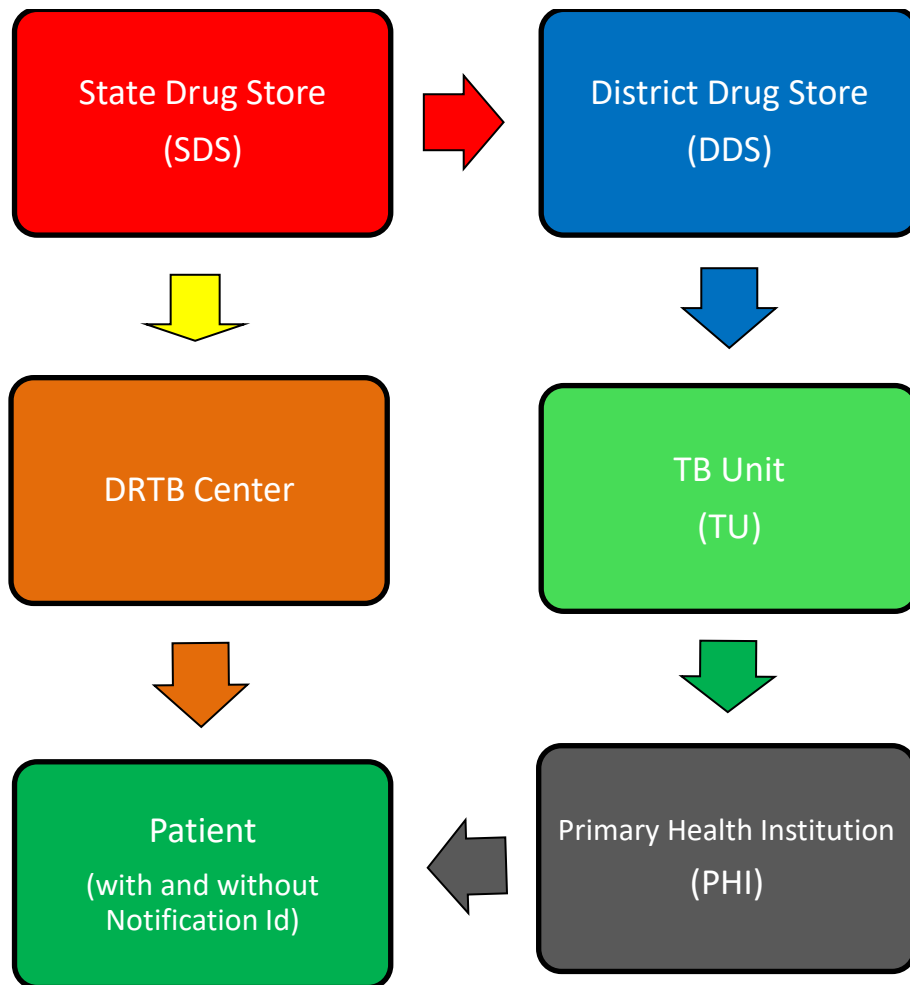 State Drug Store
(SDS)
District Drug Store
(DDS)
DRTB Center
TB Unit
(TU)
Patient
(with and without
Notification Id)
Primary Health Institution
(PHI)